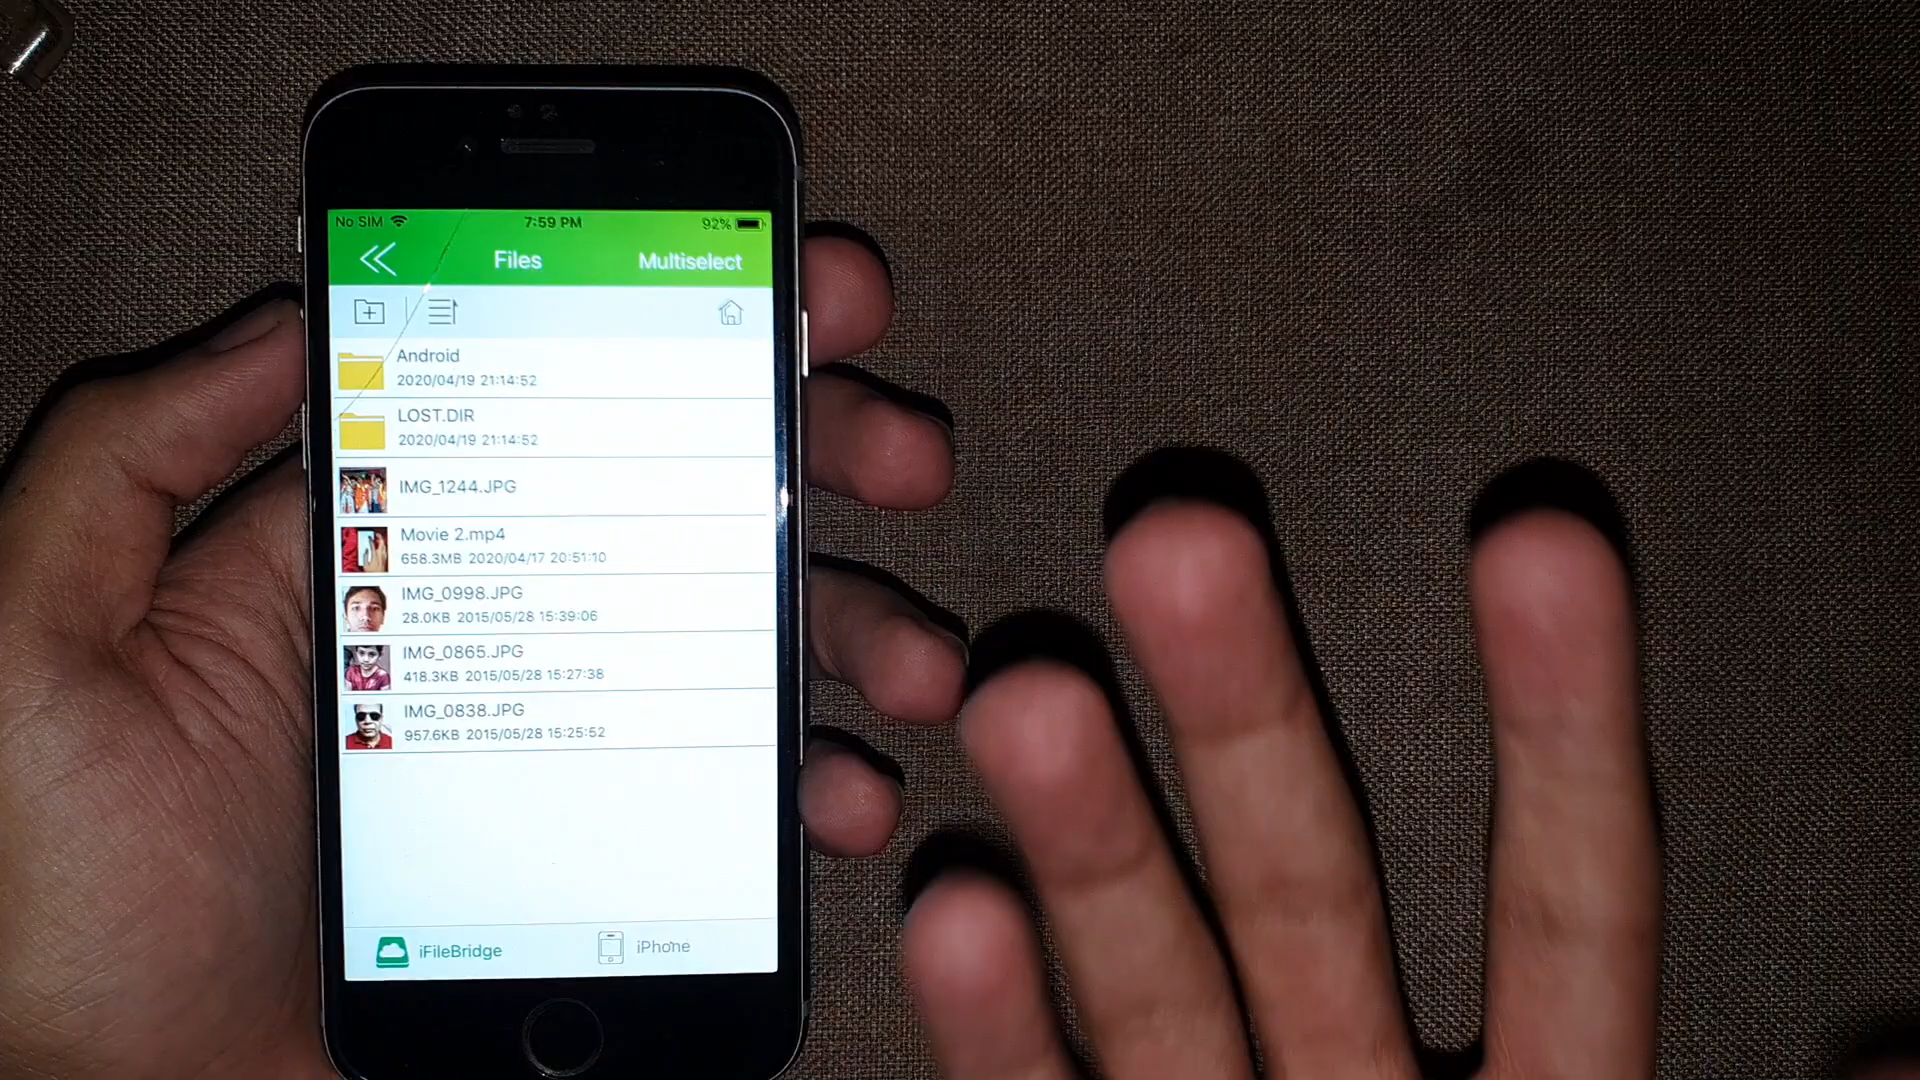 No SIM 7:59 PM 92%
Files Multiselect
Android
2020/04/19 21:14:52
LOST.DIR
2020/04/19 21:14:52
IMG_1244.JPG
Movie 2.mp4
658.3MB 2020/04/17 20:51:10
IMG_0998.JPG
28.0KB 2015/05/28 15:39:06
IMG_0865.JPG
418.3KB 2015/05/28 15:27:38
IMG_0838.JPG
957.6KB 2015/05/28 15:25:52
iFileBridge iPhone